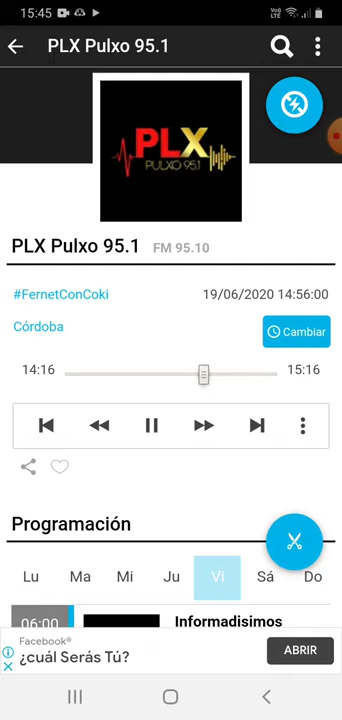 15:45
Vo)) LTE
PLX Pulxo 95.1
PLX
PULXO 95.1
PLX Pulxo 95.1 FM 95.10
#FernetConCoki 19/06/2020 14:56:00
Córdoba
Cambiar
14:16 15:16
Programación
Lu Ma Mi Ju Vi Sá Do
06:00 Informadisimos
Facebook®
¿cuál Serás Tú?
ABRIR